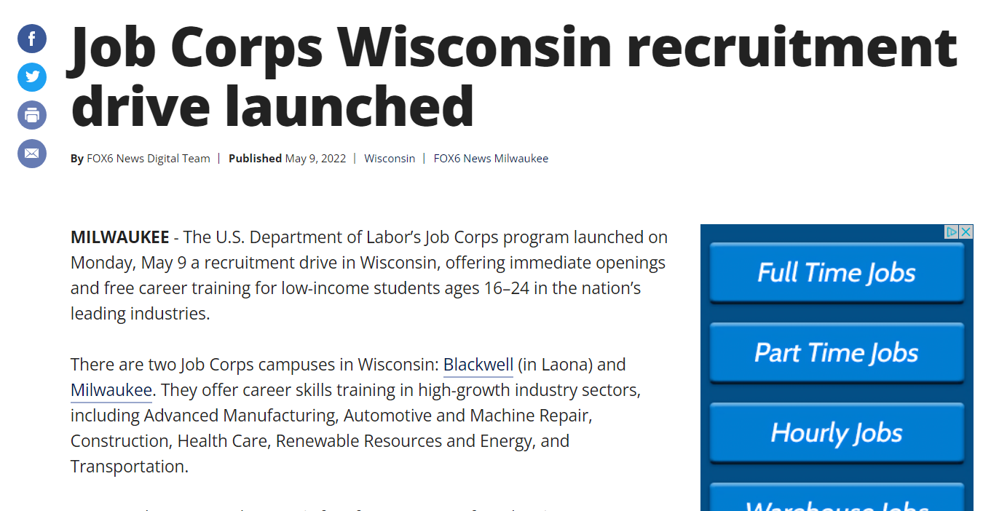 Job Corps Wisconsin recruitment
drive launched
By FOX6 News Digital Team | Published May 9, 2022 | Wisconsin | FOX6 News Milwaukee
MILWAUKEE - The U.S. Department of Labor’s Job Corps program launched on
Monday, May 9 a recruitment drive in Wisconsin, offering immediate openings
and free career training for low-income students ages 16–24 in the nation’s
leading industries.
There are two Job Corps campuses in Wisconsin: Blackwell (in Laona) and
Milwaukee. They offer career skills training in high-growth industry sectors,
including Advanced Manufacturing, Automotive and Machine Repair,
Construction, Health Care, Renewable Resources and Energy, and
Transportation.
Full Time Jobs
Part Time Jobs
Hourly Jobs
Warehouse Jobs